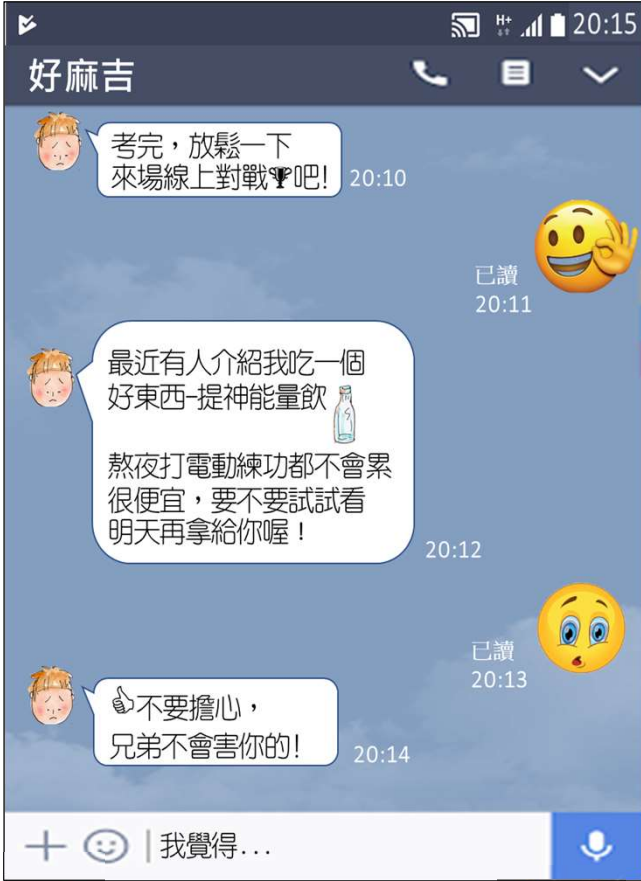 H+
20:15
好麻吉
考完，放鬆一下
來場線上對戰🏆吧!
20:10
已讀
20:11
最近有人介紹我吃一個
好東西-提神能量飲
熬夜打電動練功都不會累
很便宜，要不要試試看
明天再拿給你喔！
20:12
已讀
20:13
👍不要擔心，
兄弟不會害你的!
20:14
我覺得...